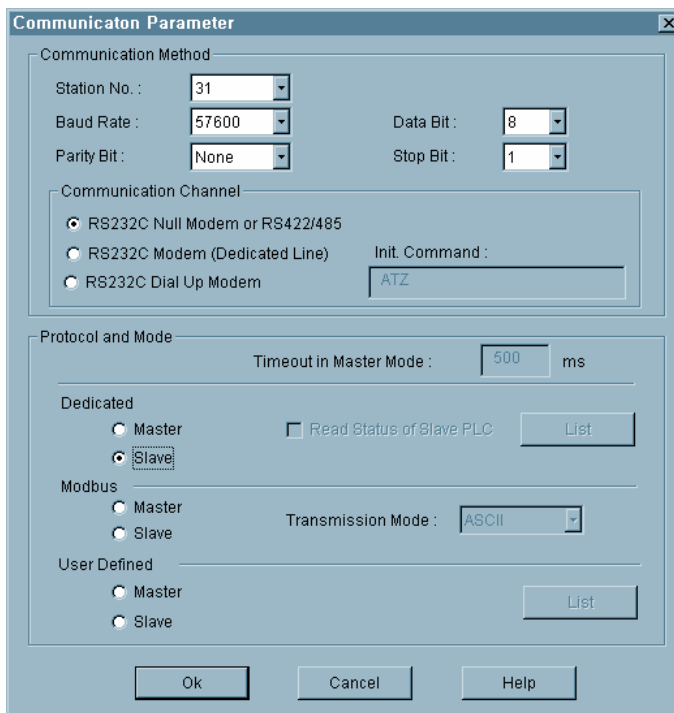 Communicaton Parameter
Communication Method
Station No. : 31
Baud Rate : 57600 Data Bit : 8
Parity Bit : None Stop Bit : 1
Communication Channel
RS232C Null Modem or RS422/485
RS232C Modem (Dedicated Line) Init. Command :
RS232C Dial Up Modem ATZ
Protocol and Mode
Timeout in Master Mode : 500 ms
Dedicated
Master Read Status of Slave PLC List
Slave
Modbus
Master
Slave Transmission Mode : ASCII
User Defined
Master List
Slave
Ok Cancel Help